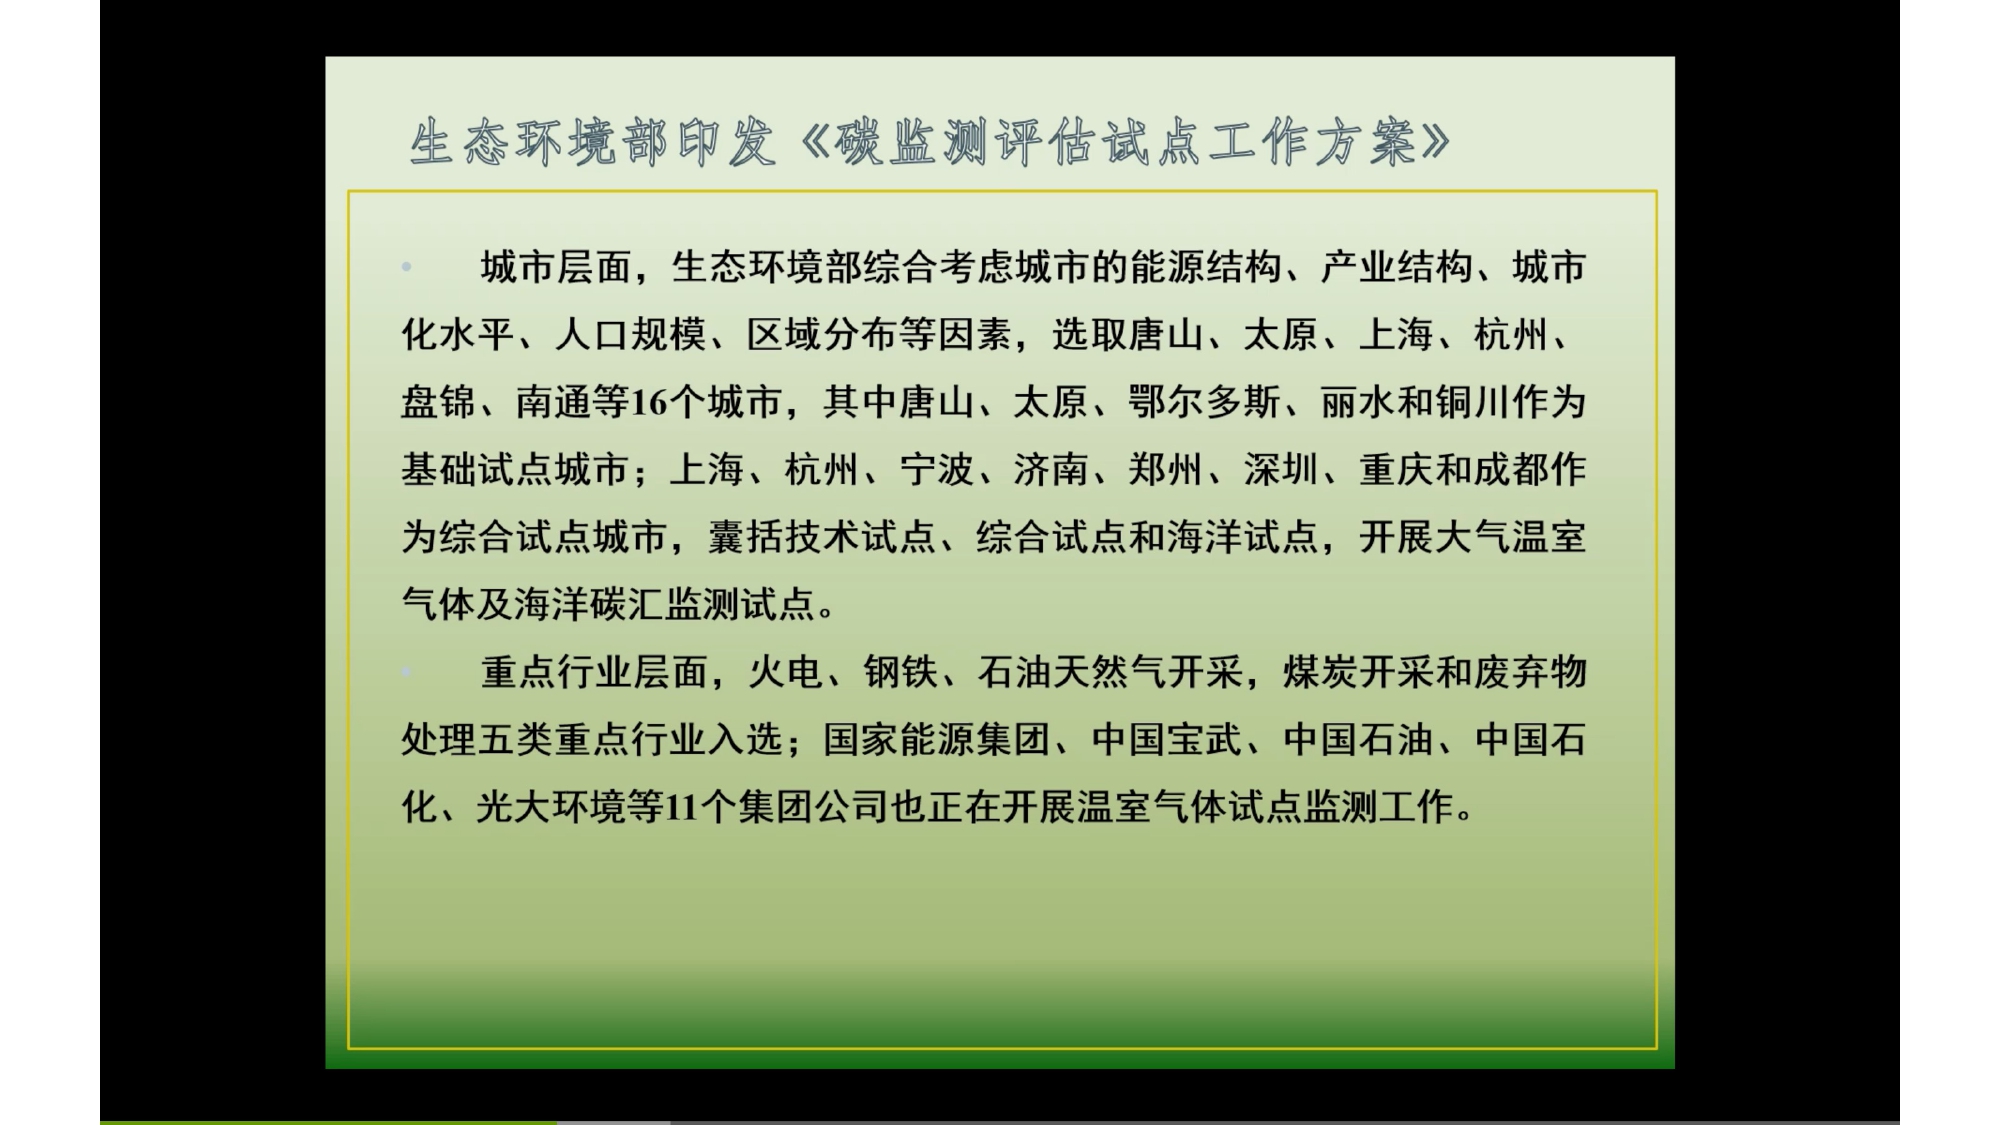 生态环境部印发《碳监测评估试点工作方案》
• 城市层面，生态环境部综合考虑城市的能源结构、产业结构、城市
化水平、人口规模、区域分布等因素，选取唐山、太原、上海、杭州、
盘锦、南通等16个城市，其中唐山、太原、鄂尔多斯、丽水和铜川作为
基础试点城市；上海、杭州、宁波、济南、郑州、深圳、重庆和成都作
为综合试点城市，囊括技术试点、综合试点和海洋试点，开展大气温室
气体及海洋碳汇监测试点。
• 重点行业层面，火电、钢铁、石油天然气开采，煤炭开采和废弃物
处理五类重点行业入选；国家能源集团、中国宝武、中国石油、中国石
化、光大环境等11个集团公司也正在开展温室气体试点监测工作。